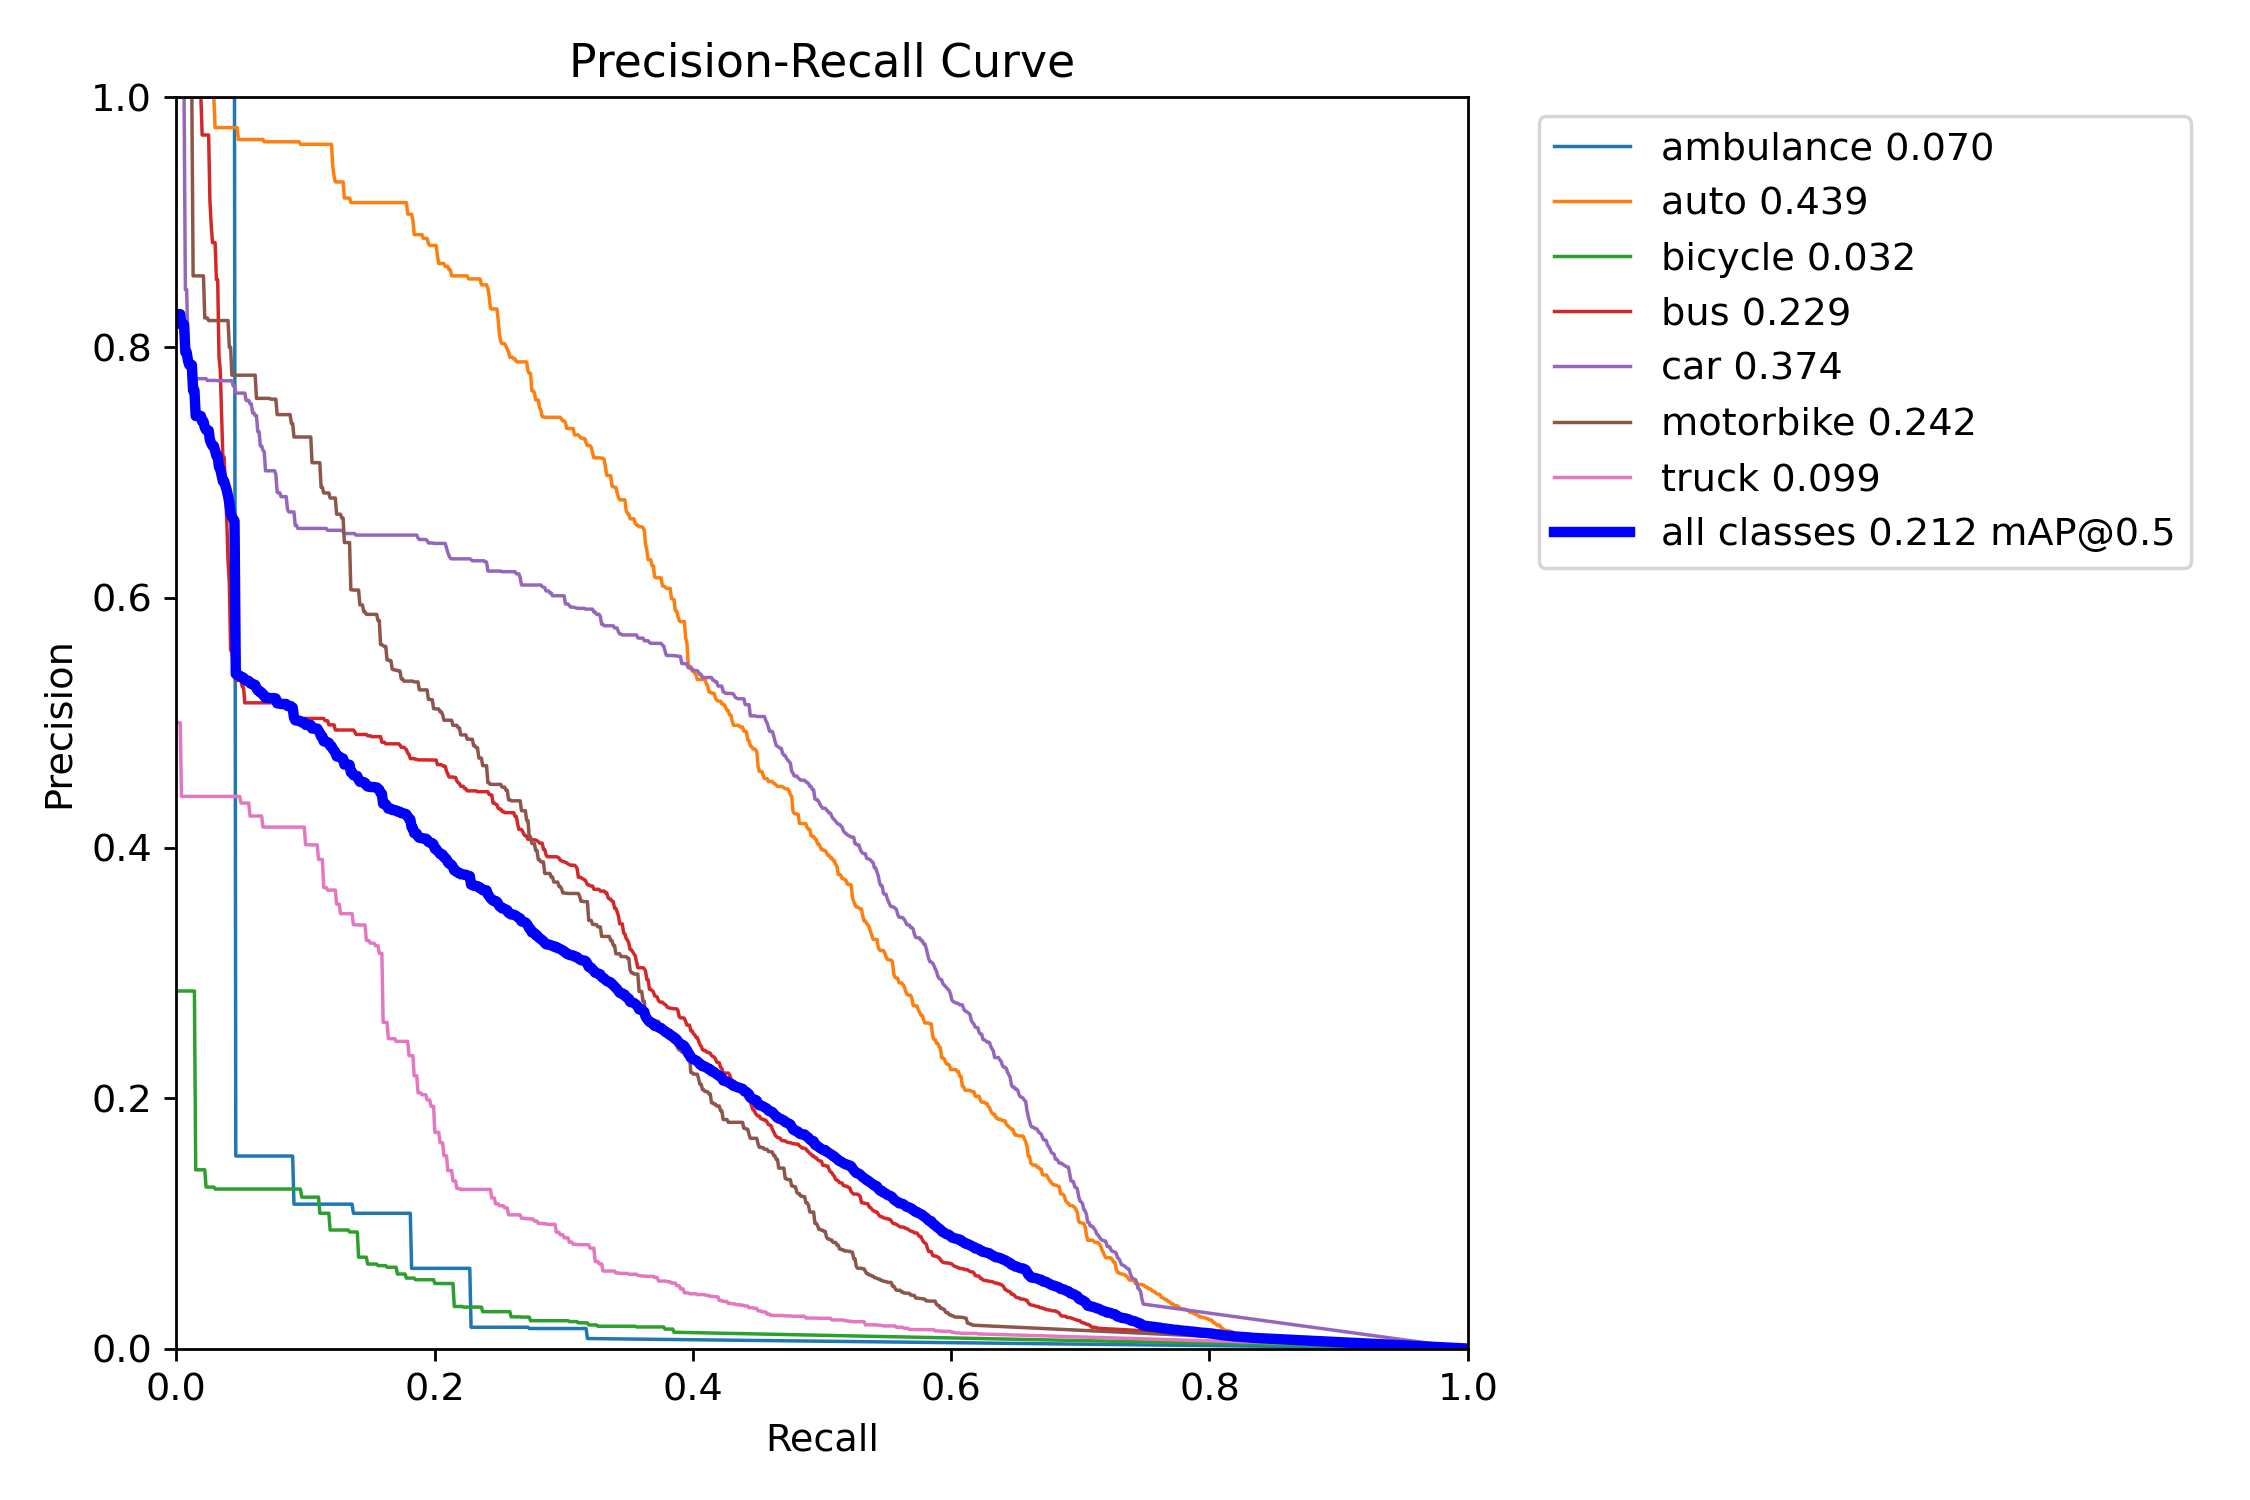 Precision-Recall Curve
1.0
0.8
0.6
0.4
0.2
0.0
Precision
0.0 0.2 0.4 0.6 0.8 1.0
Recall
ambulance 0.070
auto 0.439
bicycle 0.032
bus 0.229
car 0.374
motorbike 0.242
truck 0.099
all classes 0.212 mAP@0.5